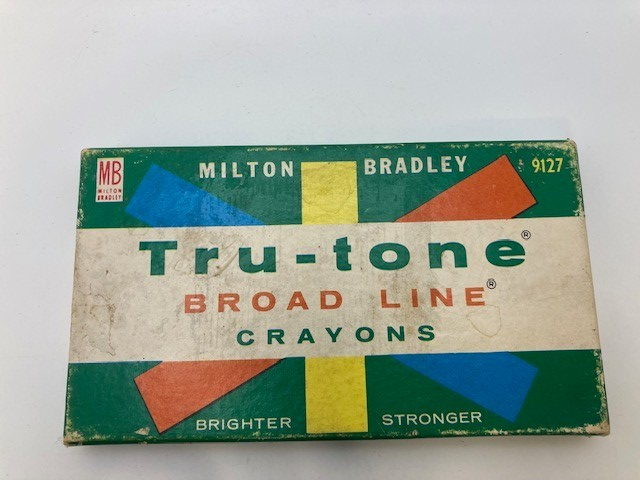 MB
MILTON
BRADLEY
MILTON BRADLEY
9127
Tru-tone®
BROAD LINE®
CRAYONS
BRIGHTER STRONGER